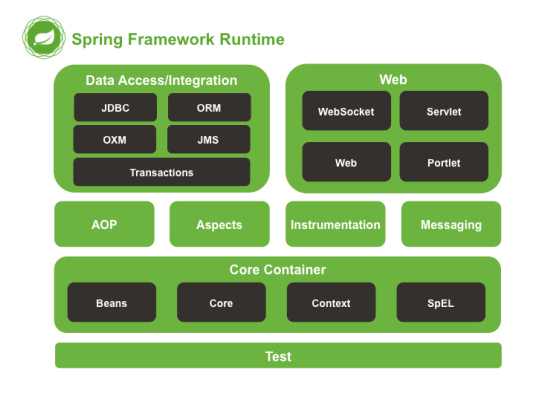 Spring Framework Runtime
Data Access/Integration
JDBC ORM
OXM JMS
Transactions
Web
WebSocket Servlet
Web Portlet
AOP Aspects Instrumentation Messaging
Core Container
Beans Core Context SpEL
Test